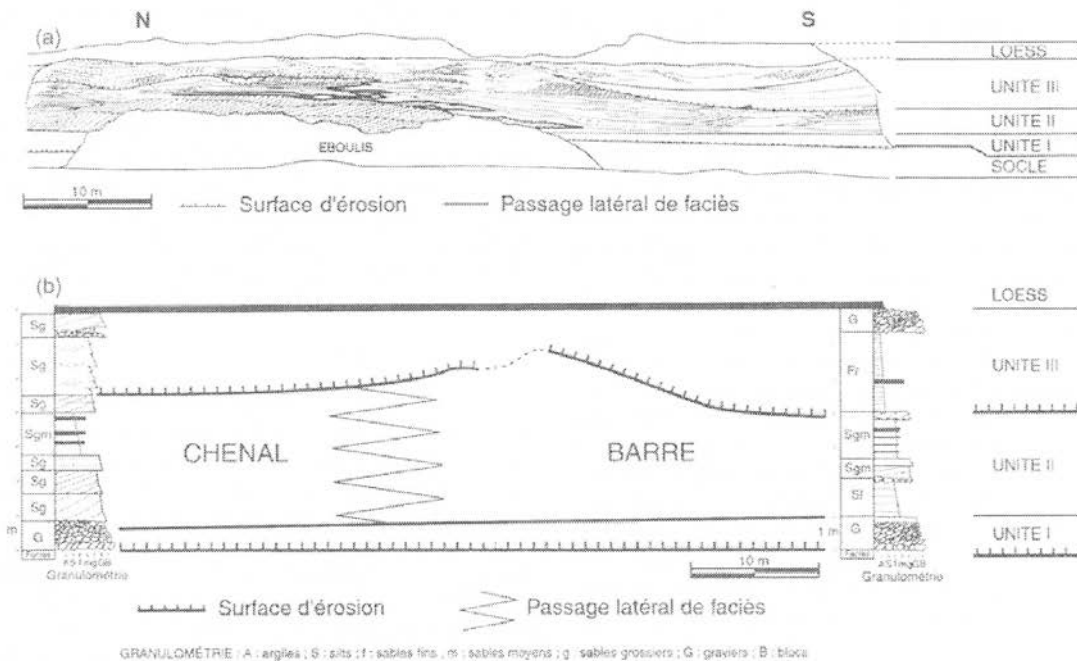 N S
(a)
LOESS
UNITE III
UNITE II
UNITE I
SOCLE
EBOULIS
10 m
Surface d'érosion Passage latéral de faciès
(b)
LOESS
UNITE III
UNITE II
UNITE I
Sg
Sg
Sg
Sgm
Sg
Sg
Sg
G
m
Granulométrie
CHENAL BARRE
1 m
10 m
G
Sgm
Sgm
Sf
G
Granulométrie
Surface d'érosion Passage latéral de faciès
GRANULOMÉTRIE : A : argiles ; S : silts ; f : sables fins , m : sables moyens ; g : sables grossiers ; G : graviers ; B : blocs